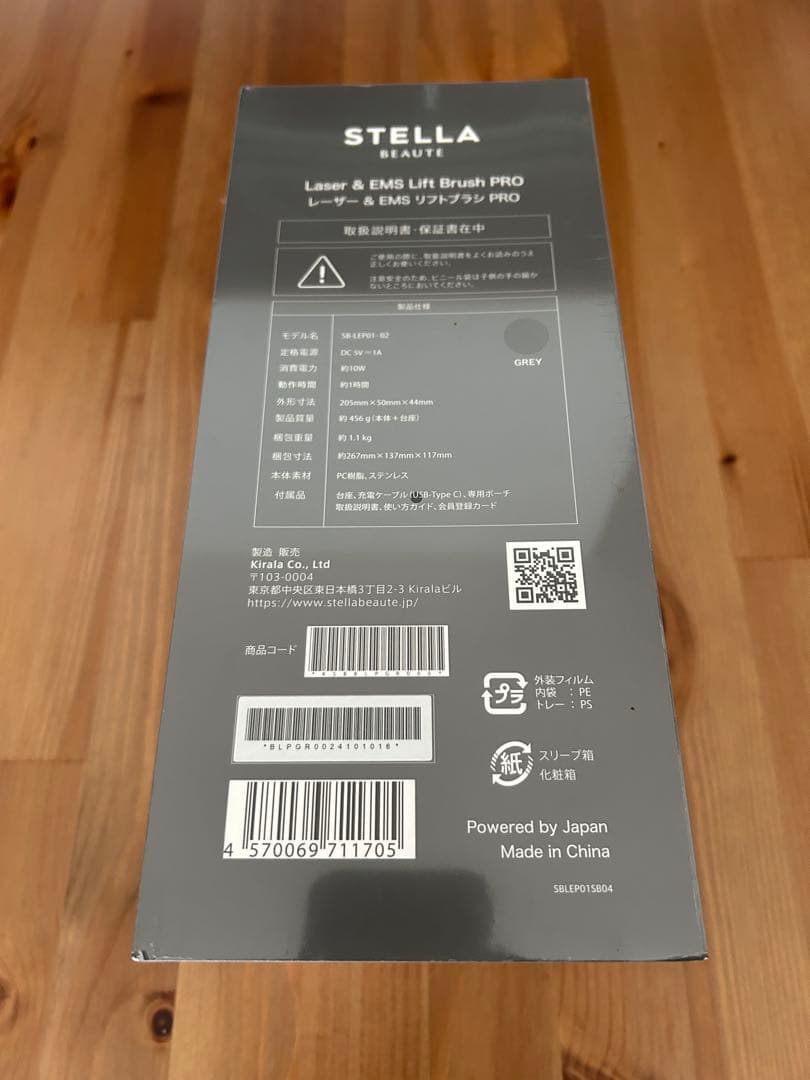 STELLA
BEAUTE
Laser & EMS Lift Brush PRO
レーザー & EMS リフトブラシ PRO
取扱説明書・保証書在中
ご使用の際に、取扱説明書をよくお読みのうえ
正しくお使いください。
注意安全のため、ビニール袋は子供の手の届か
ないところにおいてください。
製品仕様
モデル名 SB-LEP01- 02
定格電源 DC 5V⎓1A
消費電力 約10W
動作時間 約1時間
外形寸法 205mm×50mm×44mm
製品質量 約 456 g(本体+台座)
梱包重量 約 1.1 kg
梱包寸法 約267mm×137mm×117mm
本体素材 PC樹脂、ステンレス
付属品 台座、充電ケーブル(USB-Type C)、専用ポーチ
取扱説明書、使い方ガイド、会員登録カード
GREY
製造 販売
Kirala Co., Ltd
〒103-0004
東京都中央区東日本橋3丁目2-3 Kiralaビル
https://www.stellabeaute.jp/
商品コード
*BLPGR0024101016*
4 570069 711705
プラ
外装フィルム
内袋 : PE
トレー : PS
紙
スリーブ箱
化粧箱
Powered by Japan
Made in China
SBLEP01SB04